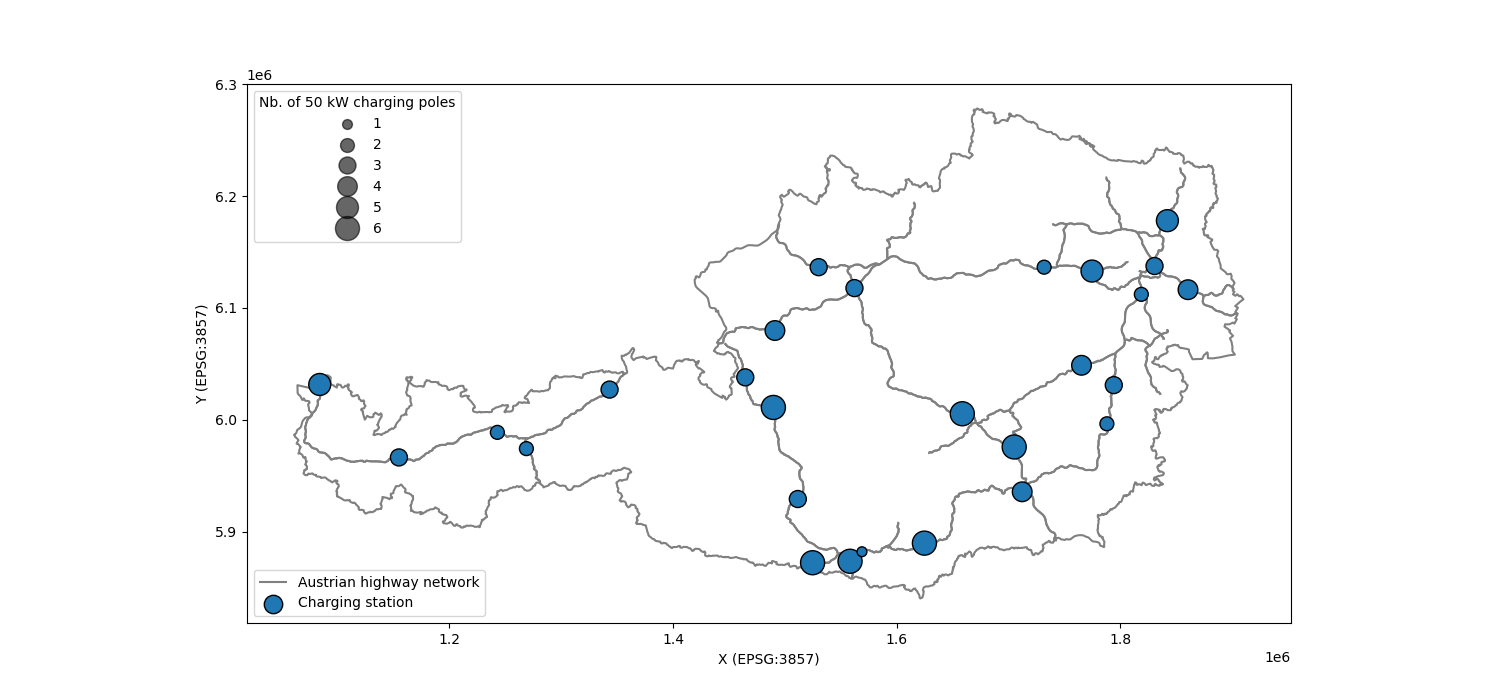 1e6
6.3
6.2
6.1
6.0
5.9
Y (EPSG:3857)
Nb. of 50 kW charging poles
1
2
3
4
5
6
Austrian highway network
Charging station
1.2
1.4
1.6
1.8
1e6
X (EPSG:3857)